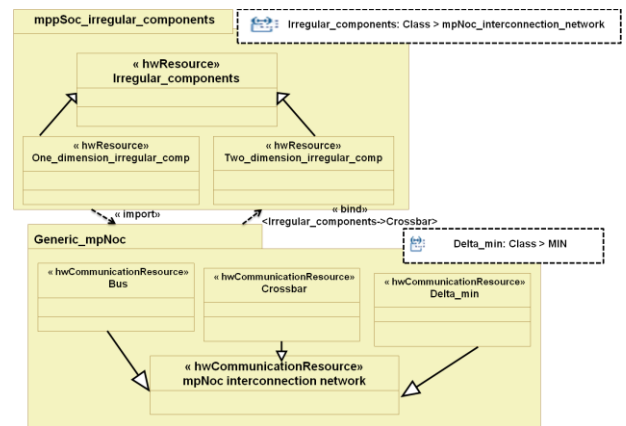 mppSoc_irregular_components
Irregular_components: Class > mpNoc_interconnection_network
« hwResource»
Irregular_components
« hwResource»
One_dimension_irregular_comp
« hwResource»
Two_dimension_irregular_comp
« import»
« bind»
<Irregular_components->Crossbar>
Generic_mpNoc
Delta_min: Class > MIN
« hwCommunicationResource»
Bus
« hwCommunicationResource»
Crossbar
« hwCommunicationResource»
Delta_min
« hwCommunicationResource»
mpNoc interconnection network